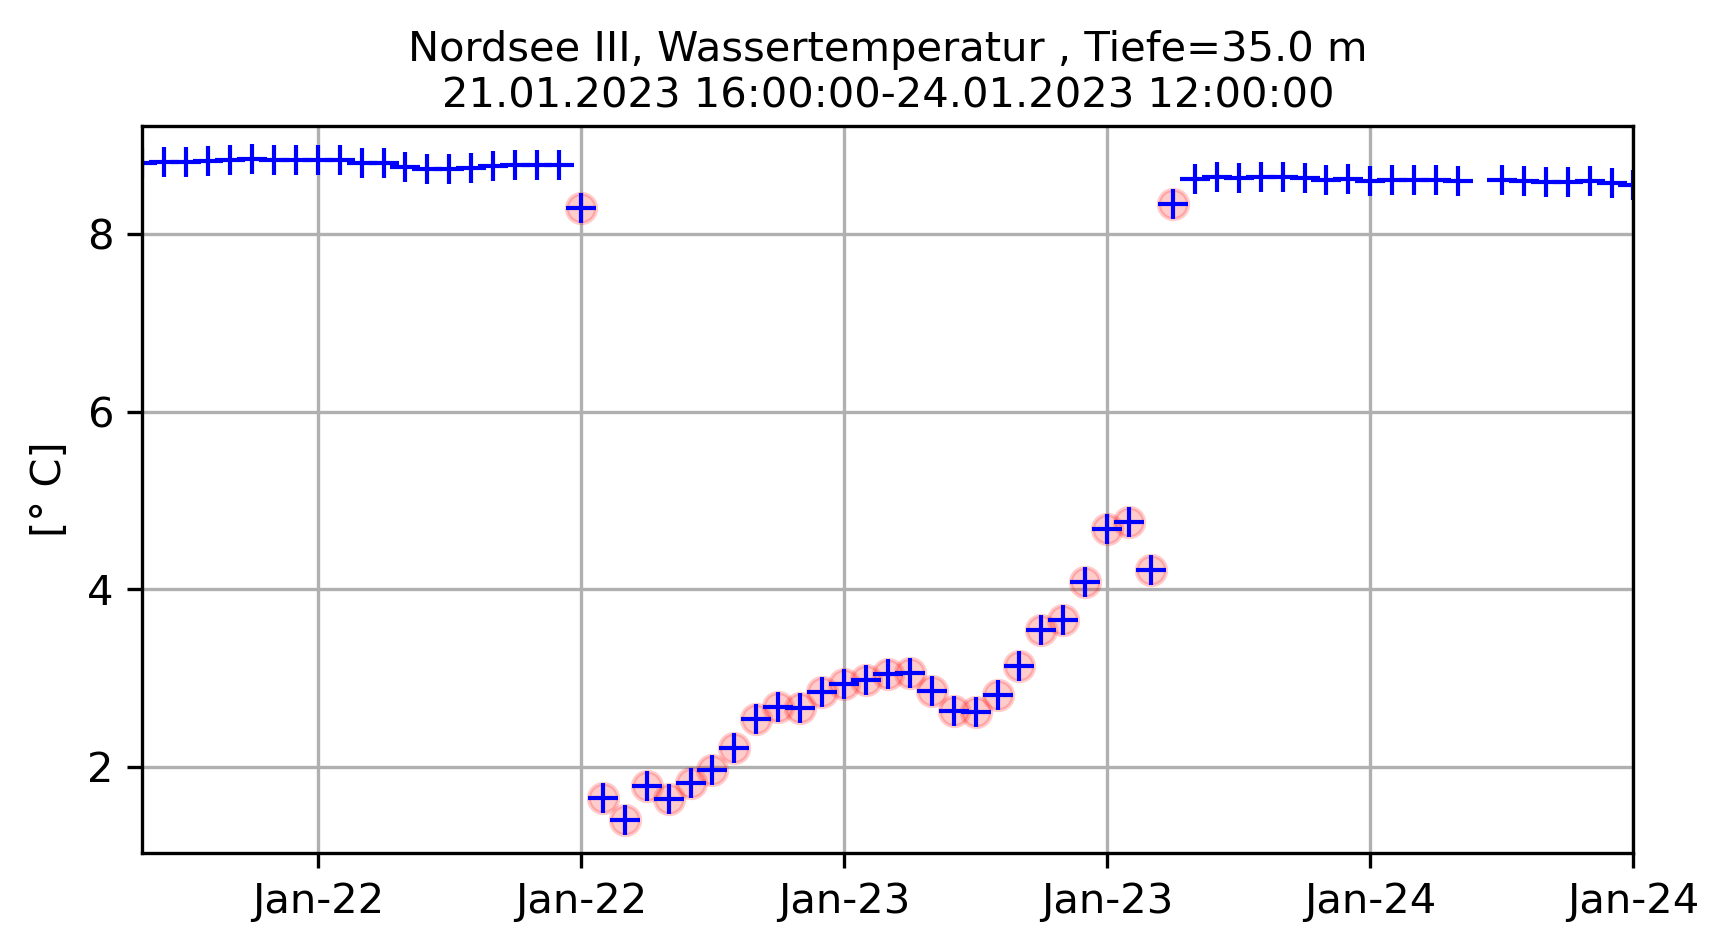 Nordsee III, Wassertemperatur , Tiefe=35.0 m
21.01.2023 16:00:00-24.01.2023 12:00:00
[° C]
8
6
4
2
Jan-22 Jan-22 Jan-23 Jan-23 Jan-24 Jan-24